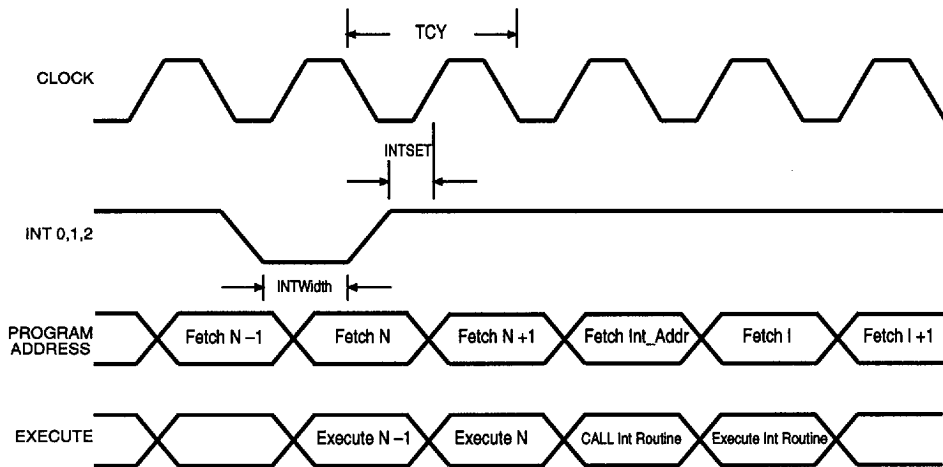 TCY
CLOCK
INTSET
INT 0,1,2
INTWidth
PROGRAM
ADDRESS
Fetch N –1
Fetch N
Fetch N +1
Fetch Int_Addr
Fetch I
Fetch I +1
EXECUTE
Execute N –1
Execute N
CALL Int Routine
Execute Int Routine